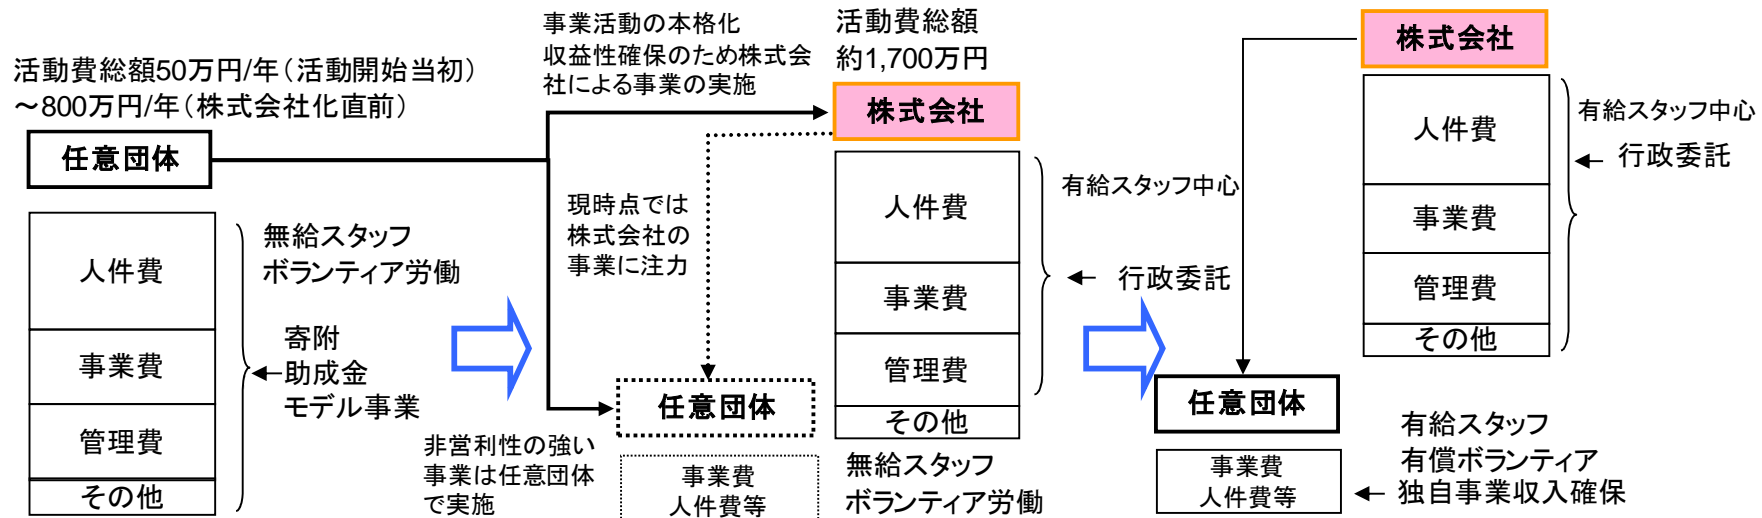 活動費総額50万円/年（活動開始当初）
～800万円/年（株式会社化直前）
任意団体
人件費
事業費
管理費
その他
無給スタッフ
ボランティア労働
寄附
←助成金
モデル事業
事業活動の本格化
収益性確保のため株式会
社による事業の実施
現時点では
株式会社の
事業に注力
非営利性の強い
事業は任意団体
で実施
任意団体
事業費
人件費等
活動費総額
約1,700万円
株式会社
人件費
事業費
管理費
その他
有給スタッフ中心
← 行政委託
無給スタッフ
ボランティア労働
株式会社
人件費
事業費
管理費
その他
有給スタッフ中心
← 行政委託
任意団体
事業費
人件費等
有給スタッフ
有償ボランティア
← 独自事業収入確保